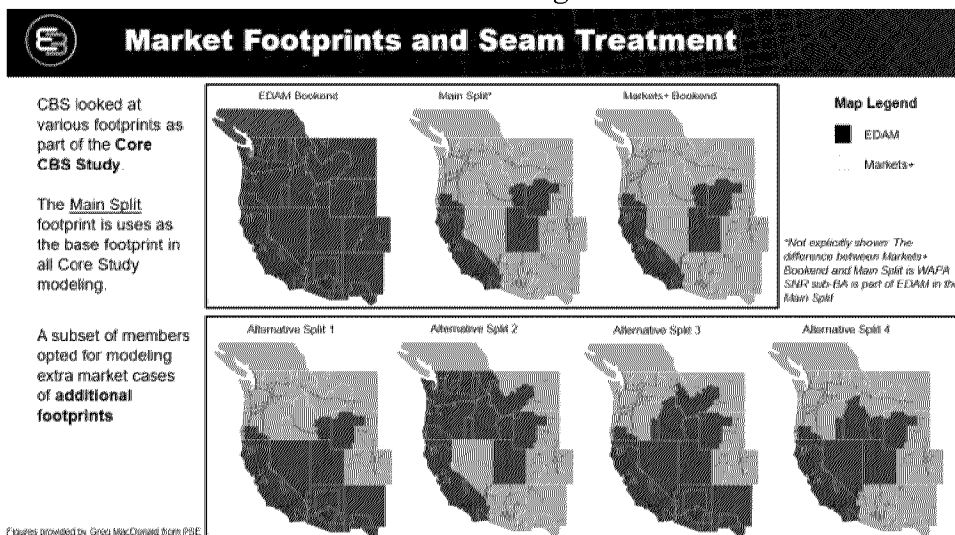 Market Footprints and Seam Treatment
CBS looked at
various footprints as
part of the Core
CBS Study.
The Main Split
footprint is uses as
the base footprint in
all Core Study
modeling.
A subset of members
opted for modeling
extra market cases
of additional
footprints
EDAM Bookend
Main Split*
Markets+ Bookend
Map Legend
EDAM
Markets+
*Not explicitly shown The
difference between Markets+
Bookend and Main Split is WAPA
SNR sub-BA is part of EDAM in the
Main Split
Alternative Split 1
Alternative Split 2
Alternative Split 3
Alternative Split 4
Figures provided by Greg MacDonald from PSE